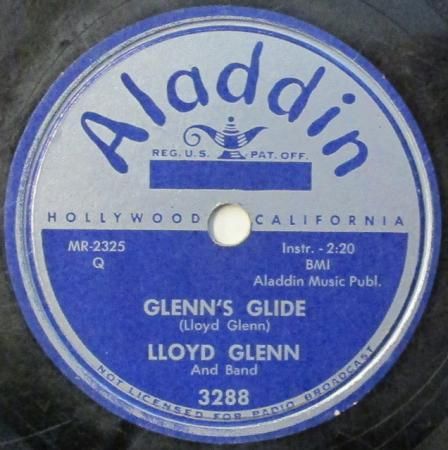 Aladdin
REG. U.S. PAT. OFF.
HOLLYWOOD CALIFORNIA
MR-2325
Q
Instr. - 2:20
BMI
Aladdin Music Publ.
GLENN'S GLIDE
(Lloyd Glenn)
LLOYD GLENN
And Band
3288
NOT LICENSED FOR RADIO BROADCAST